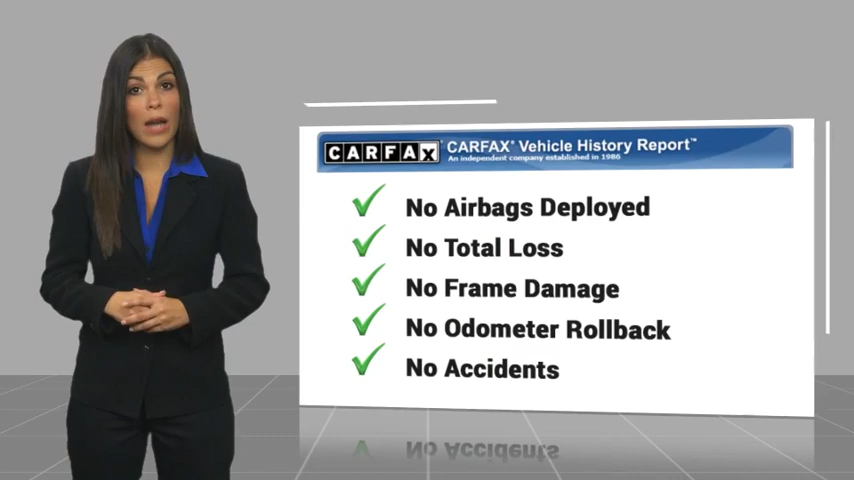 CARFAX
CARFAX® Vehicle History Report™
An independent company established in 1986
No Airbags Deployed
No Total Loss
No Frame Damage
No Odometer Rollback
No Accidents
No Accidents